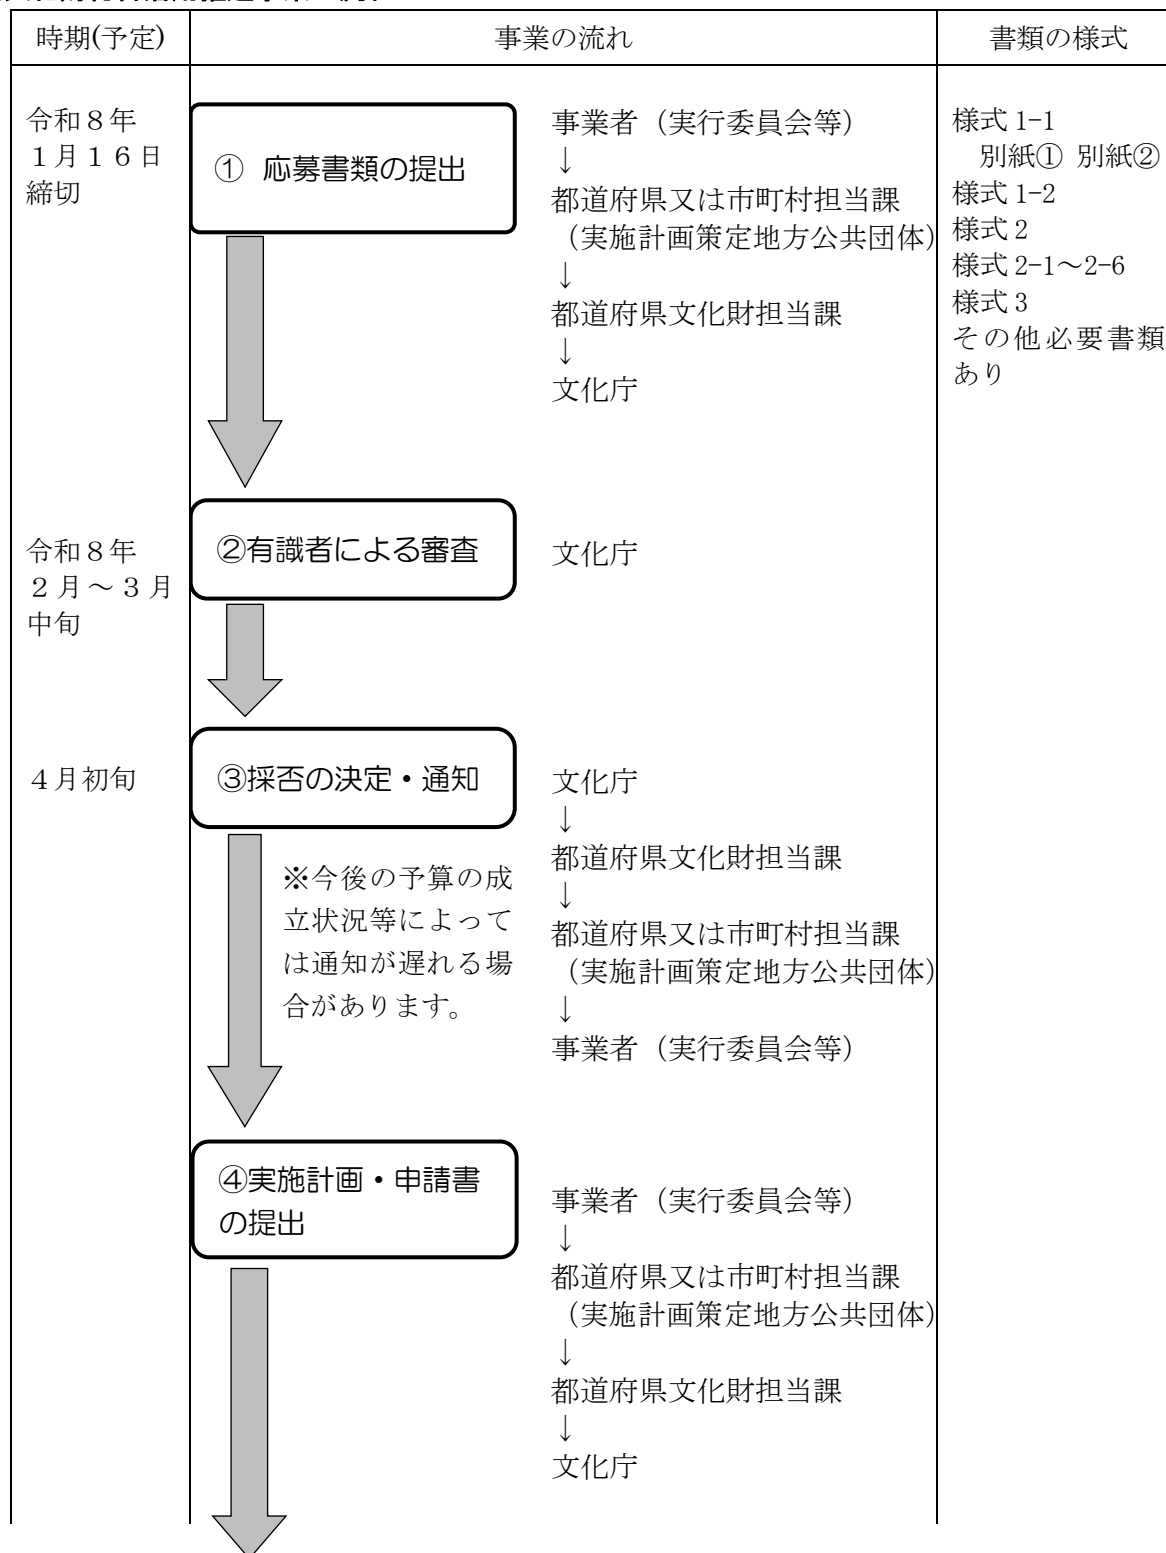 時期(予定)
事業の流れ
書類の様式
令和８年
１月１６日
締切
① 応募書類の提出
事業者（実行委員会等）
↓
都道府県又は市町村担当課
（実施計画策定地方公共団体）
↓
都道府県文化財担当課
↓
文化庁
様式 1-1
別紙① 別紙②
様式 1-2
様式 2
様式 2-1～2-6
様式 3
その他必要書類
あり
令和８年
２月～３月
中旬
②有識者による審査
文化庁
４月初旬
③採否の決定・通知
※今後の予算の成
立状況等によって
は通知が遅れる場
合があります。
文化庁
↓
都道府県文化財担当課
↓
都道府県又は市町村担当課
（実施計画策定地方公共団体）
↓
事業者（実行委員会等）
④実施計画・申請書
の提出
事業者（実行委員会等）
↓
都道府県又は市町村担当課
（実施計画策定地方公共団体）
↓
都道府県文化財担当課
↓
文化庁